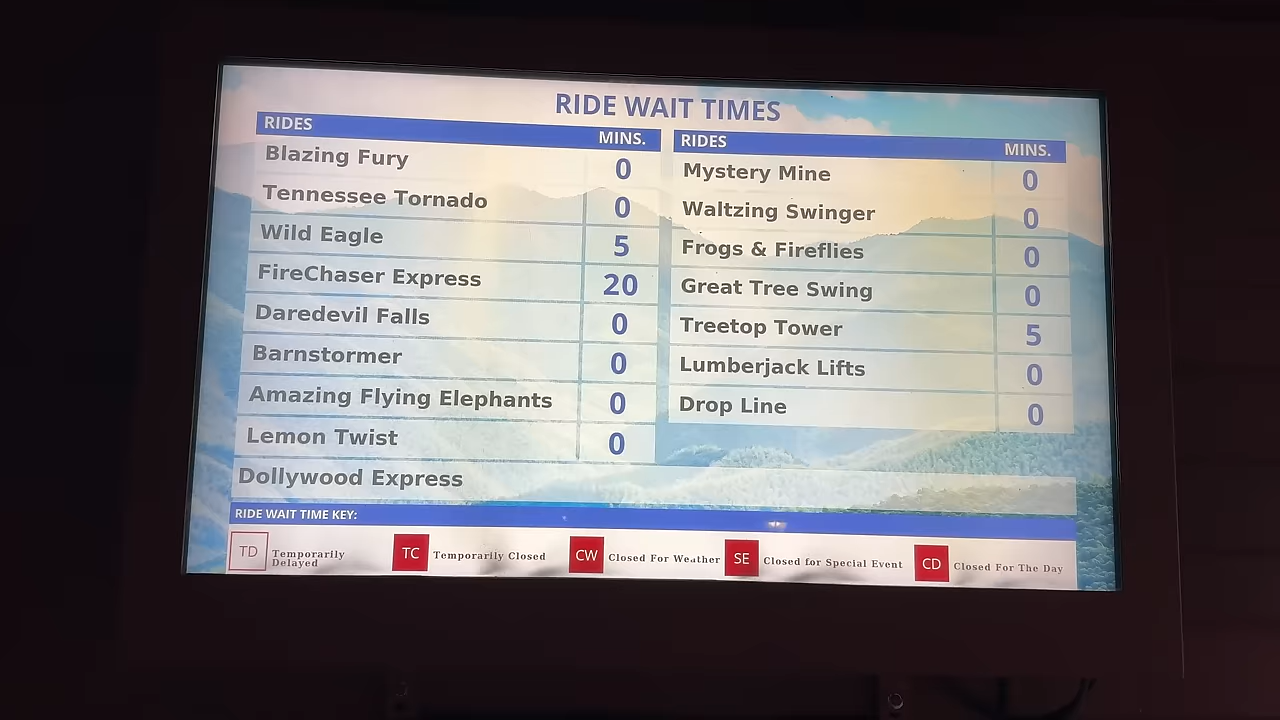 RIDE WAIT TIMES
RIDES MINS.
Blazing Fury 0
Tennessee Tornado 0
Wild Eagle 5
FireChaser Express 20
Daredevil Falls 0
Barnstormer 0
Amazing Flying Elephants 0
Lemon Twist 0
Dollywood Express
RIDES MINS.
Mystery Mine 0
Waltzing Swinger 0
Frogs & Fireflies 0
Great Tree Swing 0
Treetop Tower 5
Lumberjack Lifts 0
Drop Line 0
RIDE WAIT TIME KEY:
TD Temporarily
Delayed
TC Temporarily Closed
CW Closed For Weather
SE Closed for Special Event
CD Closed For The Day